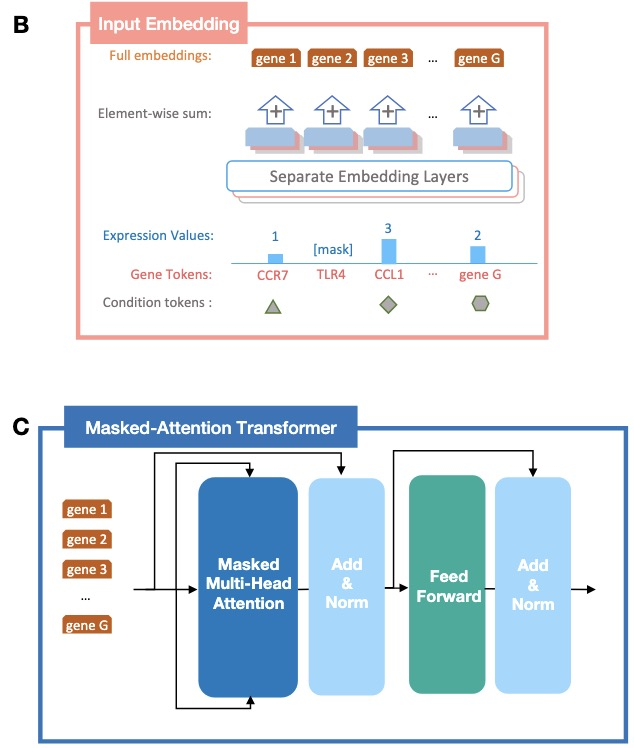 B
Input Embedding
Full embeddings:
gene 1 gene 2 gene 3 ... gene G
Element-wise sum:
+ + + ... +
Separate Embedding Layers
Expression Values:
1 [mask] 3 2
Gene Tokens:
CCR7 TLR4 CCL1 ... gene G
Condition tokens :
C
Masked-Attention Transformer
gene 1
gene 2
gene 3
...
gene G
Masked
Multi-Head
Attention
Add
&
Norm
Feed
Forward
Add
&
Norm